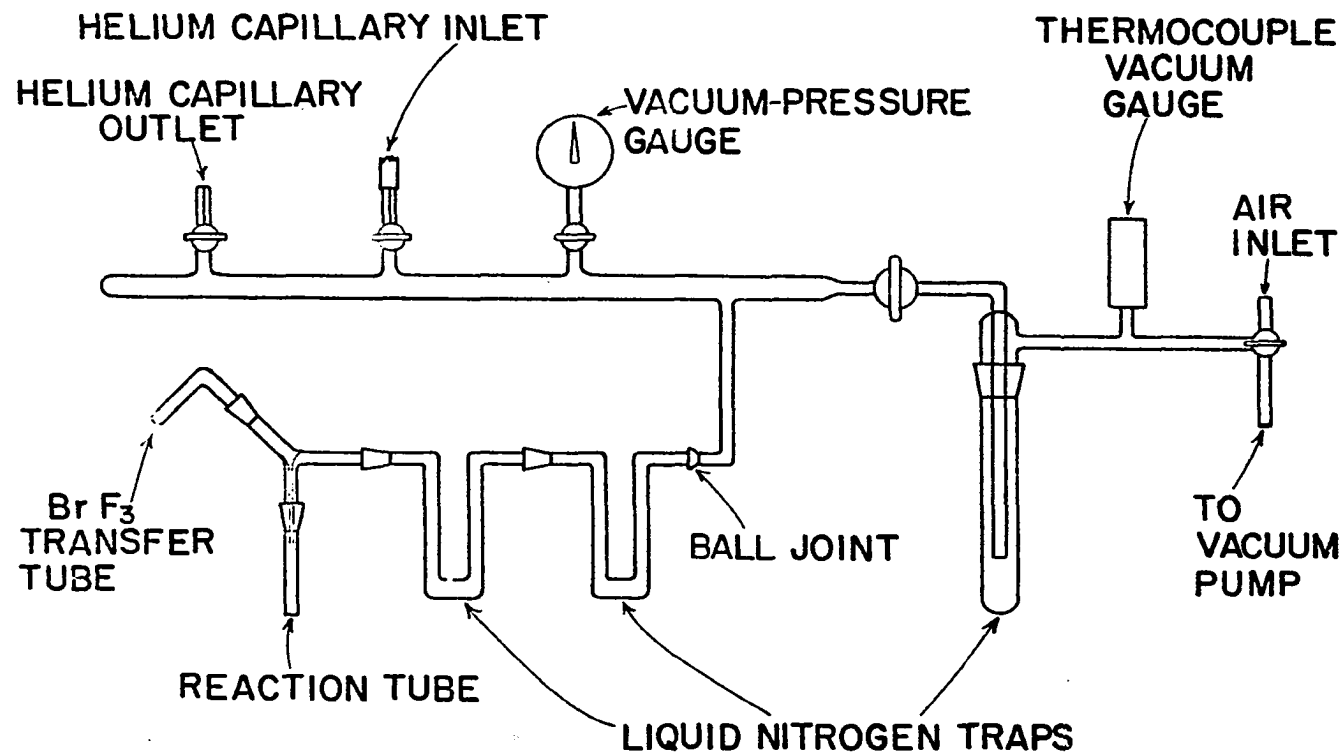 HELIUM CAPILLARY INLET
HELIUM CAPILLARY
OUTLET
VACUUM-PRESSURE
GAUGE
THERMOCOUPLE
VACUUM
GAUGE
AIR
INLET
Br F₃
TRANSFER
TUBE
BALL JOINT
TO
VACUUM
PUMP
REACTION TUBE
LIQUID NITROGEN TRAPS